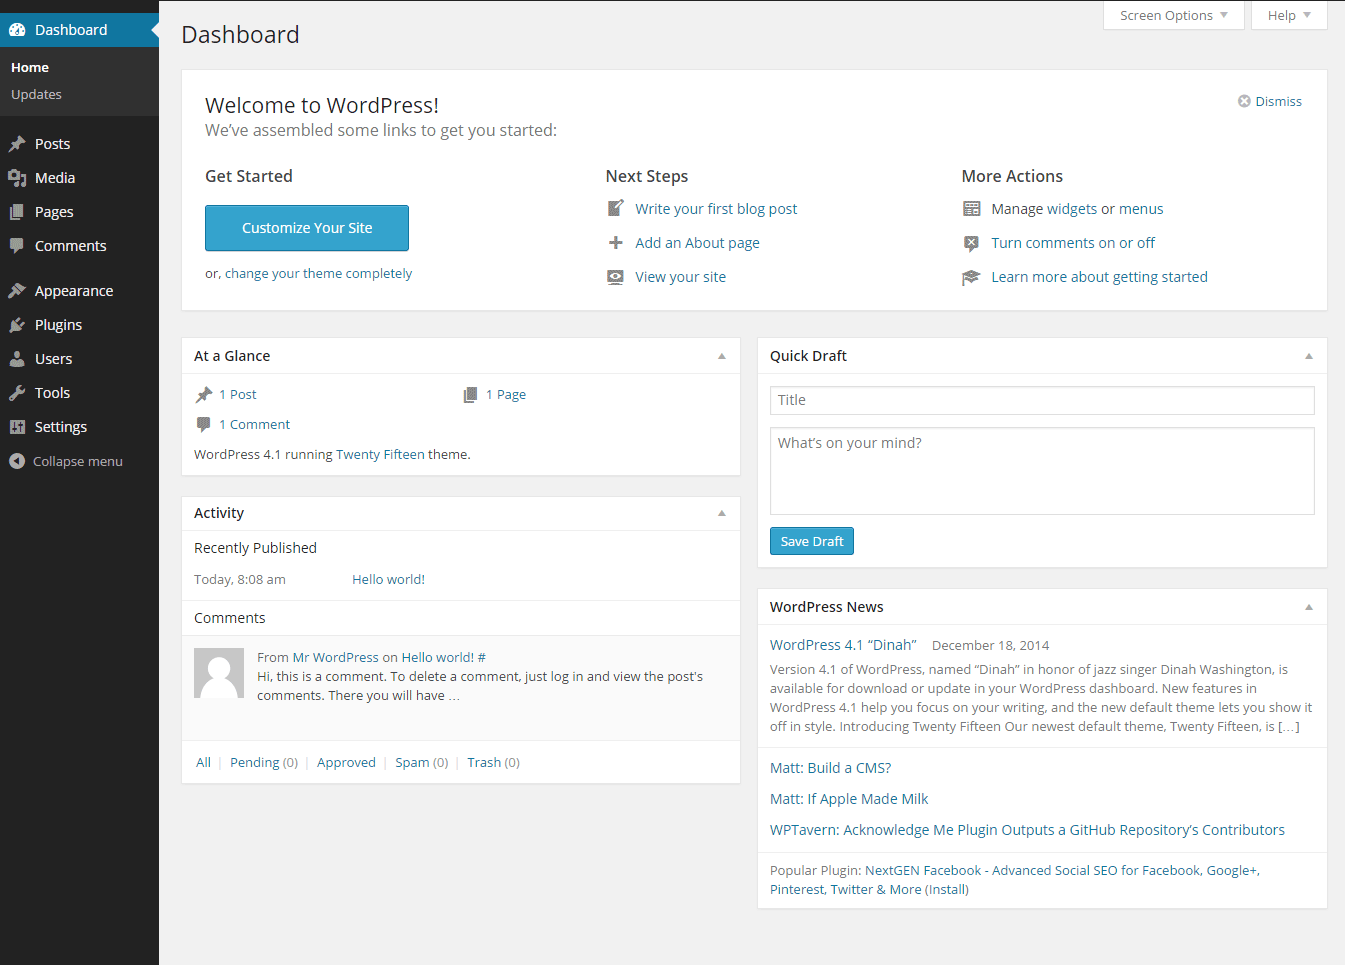 Dashboard
Home
Updates
Posts
Media
Pages
Comments
Appearance
Plugins
Users
Tools
Settings
Collapse menu
Dashboard
Screen Options
Help
Welcome to WordPress!
We’ve assembled some links to get you started:
Dismiss
Get Started
Customize Your Site
or, change your theme completely
Next Steps
Write your first blog post
Add an About page
View your site
More Actions
Manage widgets or menus
Turn comments on or off
Learn more about getting started
At a Glance
1 Post
1 Page
1 Comment
WordPress 4.1 running Twenty Fifteen theme.
Activity
Recently Published
Today, 8:08 am Hello world!
Comments
From Mr WordPress on Hello world! #
Hi, this is a comment. To delete a comment, just log in and view the post's
comments. There you will have …
All | Pending (0) | Approved | Spam (0) | Trash (0)
Quick Draft
Title
What’s on your mind?
Save Draft
WordPress News
WordPress 4.1 “Dinah” December 18, 2014
Version 4.1 of WordPress, named “Dinah” in honor of jazz singer Dinah Washington, is
available for download or update in your WordPress dashboard. New features in
WordPress 4.1 help you focus on your writing, and the new default theme lets you show it
off in style. Introducing Twenty Fifteen Our newest default theme, Twenty Fifteen, is […]
Matt: Build a CMS?
Matt: If Apple Made Milk
WPTavern: Acknowledge Me Plugin Outputs a GitHub Repository’s Contributors
Popular Plugin: NextGEN Facebook - Advanced Social SEO for Facebook, Google+,
Pinterest, Twitter & More (Install)